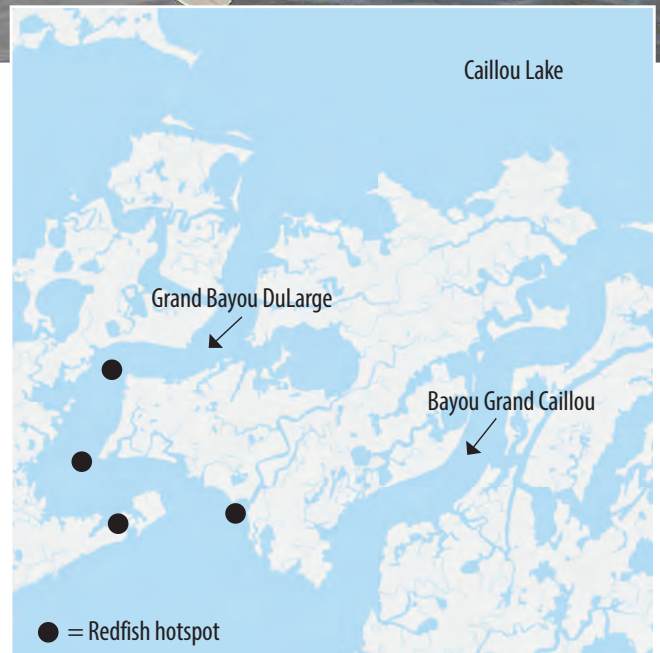 Caillou Lake
Grand Bayou DuLarge
Bayou Grand Caillou
= Redfish hotspot